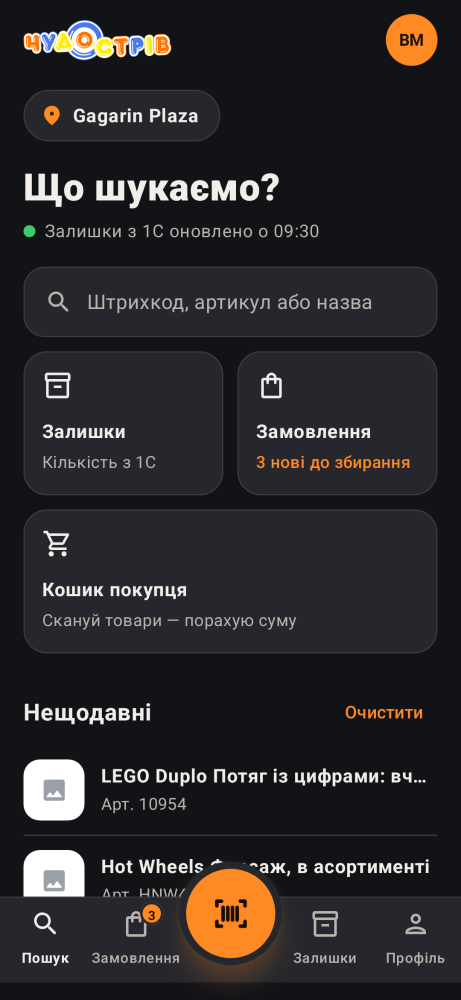 ЧУДООСТРІВ
ВМ
Gagarin Plaza
Що шукаємо?
Залишки з 1С оновлено о 09:30
Штрихкод, артикул або назва
Залишки
Кількість з 1С
Замовлення
3 нові до збирання
Кошик покупця
Скануй товари — порахую суму
Нещодавні
Очистити
LEGO Duplo Потяг із цифрами: вч…
Арт. 10954
Hot Wheels в асортименті
Арт.
3
Пошук
Замовлення
Залишки
Профіль